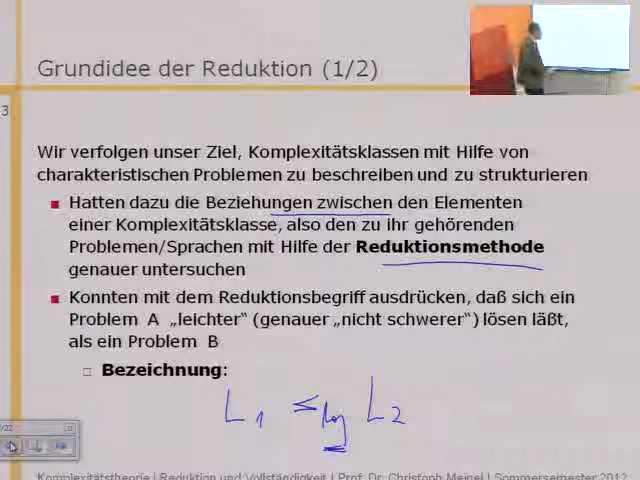 Grundidee der Reduktion (1/2)
3
Wir verfolgen unser Ziel, Komplexitätsklassen mit Hilfe von
charakteristischen Problemen zu beschreiben und zu strukturieren
Hatten dazu die Beziehungen zwischen den Elementen
einer Komplexitätsklasse, also den zu ihr gehörenden
Problemen/Sprachen mit Hilfe der Reduktionsmethode
genauer untersuchen
Konnten mit dem Reduktionsbegriff ausdrücken, daß sich ein
Problem A „leichter“ (genauer „nicht schwerer“) lösen läßt,
als ein Problem B
Bezeichnung:
L1 ≤log L2
Komplexitätstheorie | Reduktion und Vollständigkeit | Prof. Dr. Christoph Meinel | Sommersemester 2012